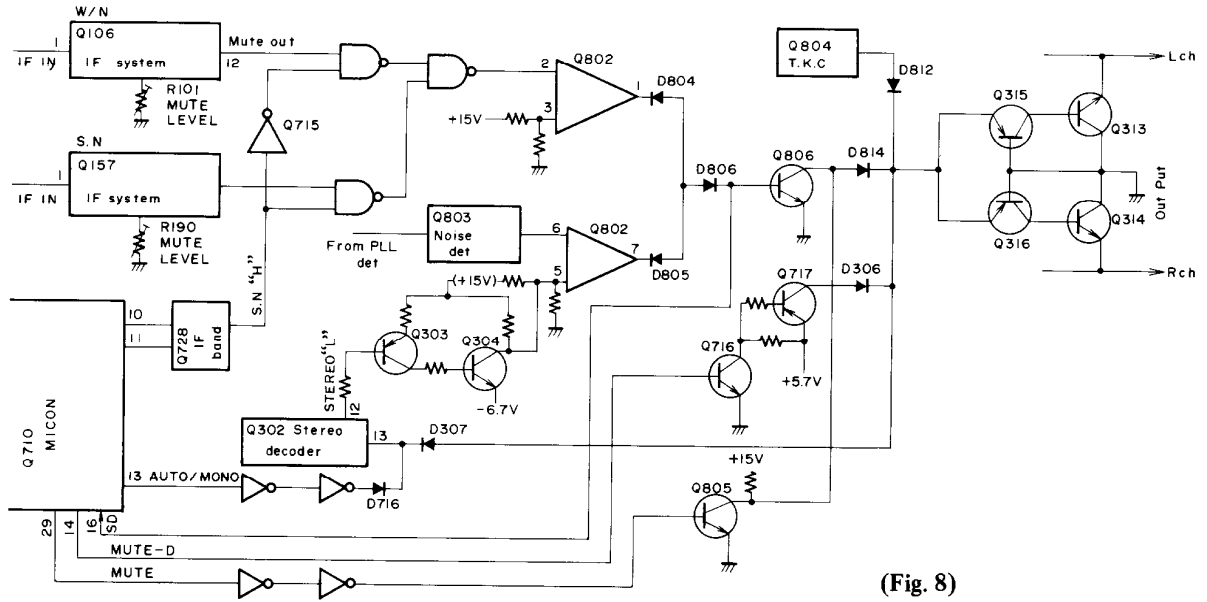 W/N
Q106
IF system
1
IF IN
Mute out
12
R101
MUTE
LEVEL
Q715
S.N
Q157
IF system
1
IF IN
R190
MUTE
LEVEL
S.N "H"
Q802
2
3
1
+15V
D804
D806
Q803
Noise
det
From PLL
det
Q802
6
5
7
D805
(+15V)
Q303
Q304
-6.7V
STEREO "L"
12
Q302 Stereo
decoder
13
D307
Q710
MICON
10
11
Q728
IF
band
13 AUTO/MONO
D716
29
14
16
SD
MUTE-D
MUTE
Q804
T.K.C
D812
Q806
D814
Q717
D306
Q716
+5.7V
+15V
Q805
Q315
Q313
Q316
Q314
Lch
Rch
Out Put
(Fig. 8)